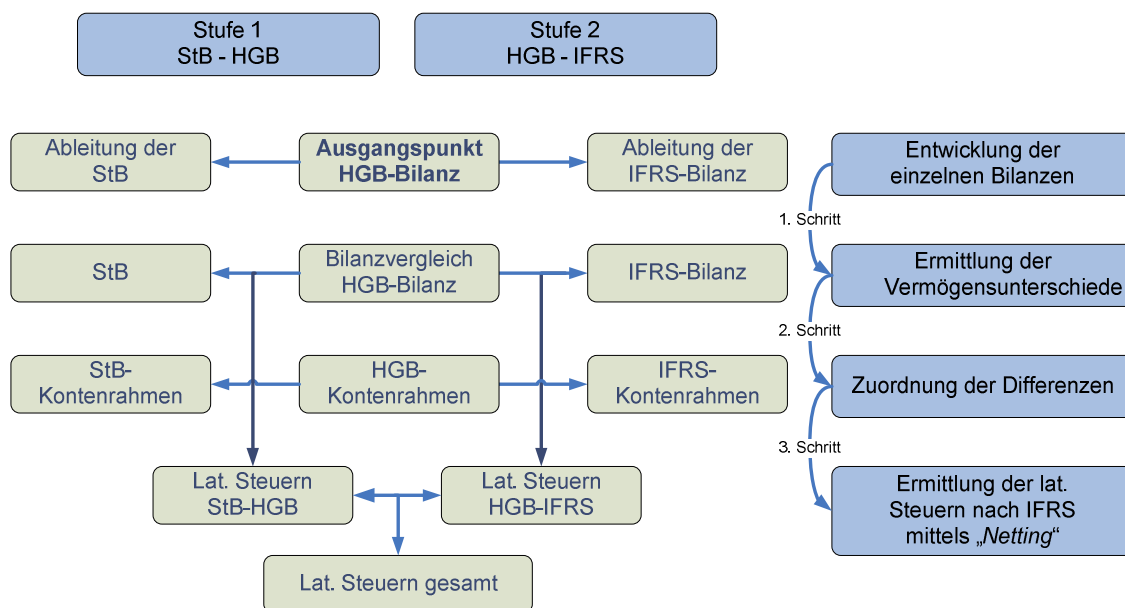 Stufe 1
StB - HGB
Stufe 2
HGB - IFRS
Ableitung der
StB
Ausgangspunkt
HGB-Bilanz
Ableitung der
IFRS-Bilanz
Entwicklung der
einzelnen Bilanzen
1. Schritt
StB
Bilanzvergleich
HGB-Bilanz
IFRS-Bilanz
Ermittlung der
Vermögensunterschiede
2. Schritt
StB-
Kontenrahmen
HGB-
Kontenrahmen
IFRS-
Kontenrahmen
Zuordnung der Differenzen
3. Schritt
Lat. Steuern
StB-HGB
Lat. Steuern
HGB-IFRS
Ermittlung der lat.
Steuern nach IFRS
mittels „Netting“
Lat. Steuern gesamt